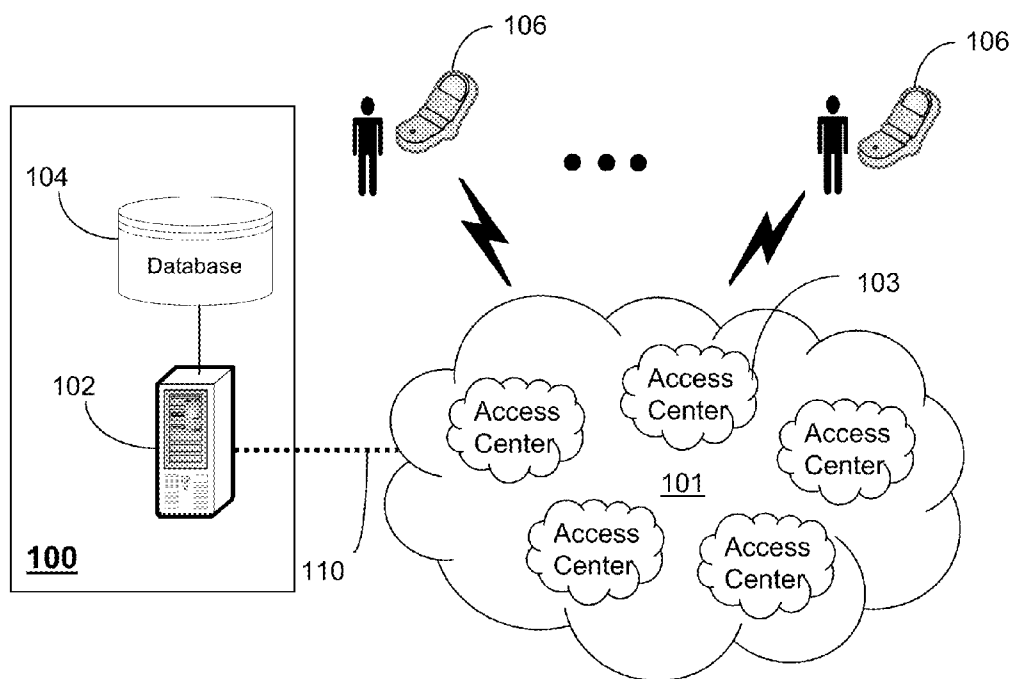 106
106
104
Database
103
102
Access
Center
Access
Center
Access
Center
101
Access
Center
Access
Center
100
110